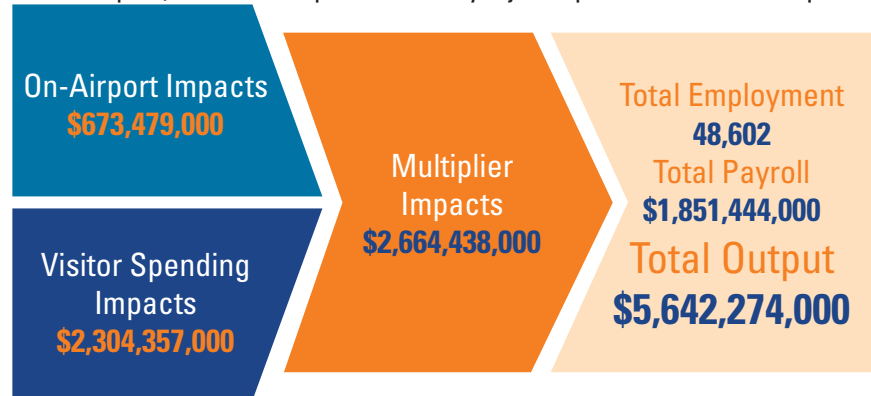 On-Airport Impacts
$673,479,000
Visitor Spending
Impacts
$2,304,357,000
Multiplier
Impacts
$2,664,438,000
Total Employment
48,602
Total Payroll
$1,851,444,000
Total Output
$5,642,274,000